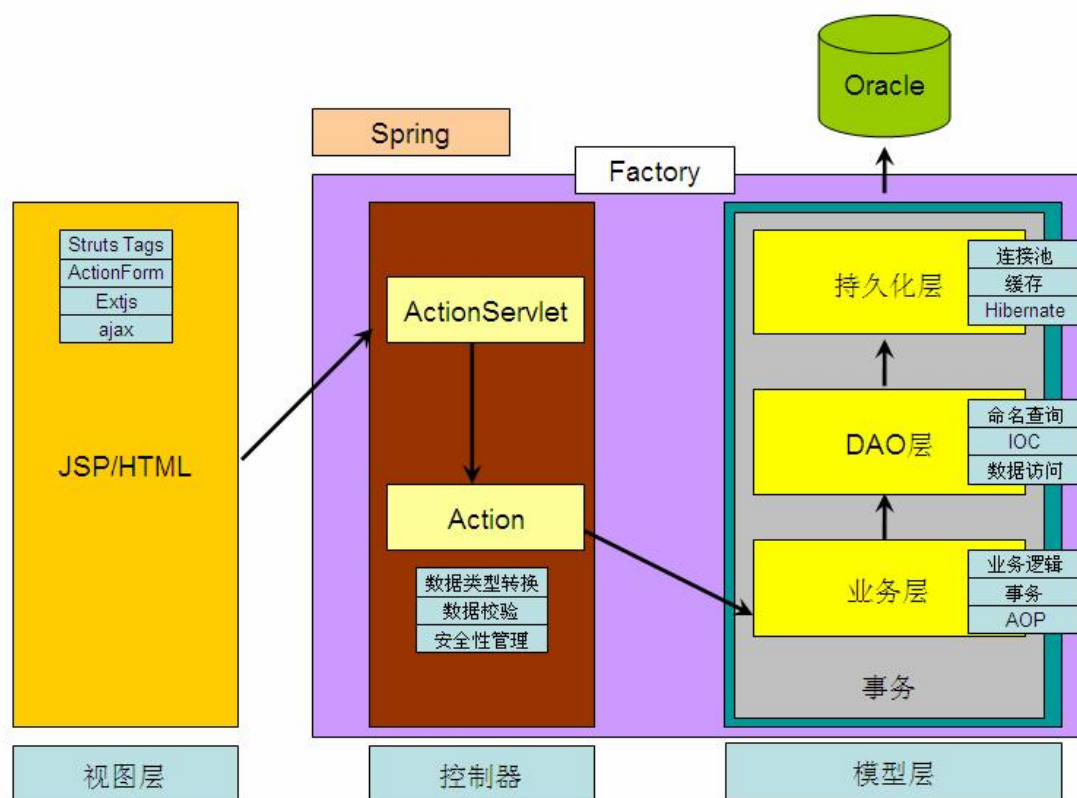 Oracle
Spring
Factory
Struts Tags
ActionForm
Extjs
ajax
JSP/HTML
视图层
ActionServlet
Action
数据类型转换
数据校验
安全性管理
控制器
持久化层
连接池
缓存
Hibernate
DAO层
命名查询
IOC
数据访问
业务层
业务逻辑
事务
AOP
事务
模型层